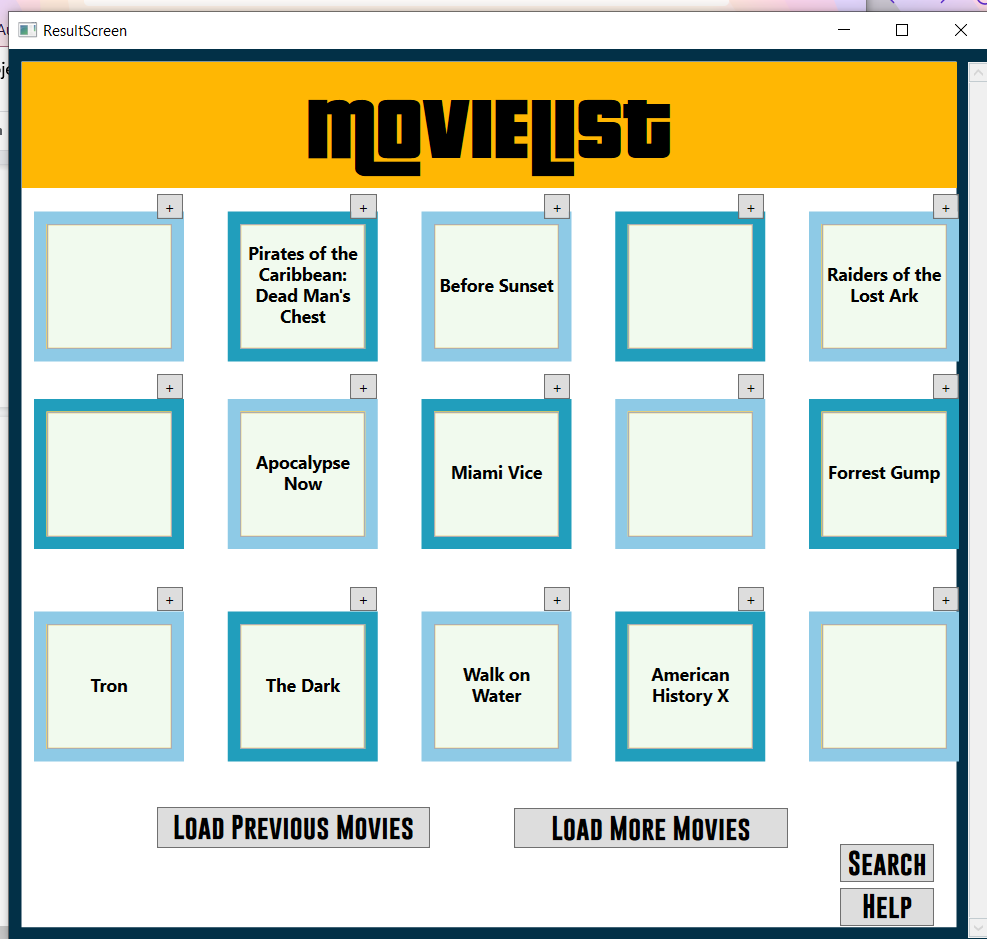 ResultScreen
MOVIELIST
+ + + + +
Pirates of the
Caribbean:
Dead Man's
Chest
Before Sunset
Raiders of the
Lost Ark
+ + + + +
Apocalypse
Now
Miami Vice
Forrest Gump
+ + + + +
Tron
The Dark
Walk on
Water
American
History X
Load Previous Movies
Load More Movies
Search
Help